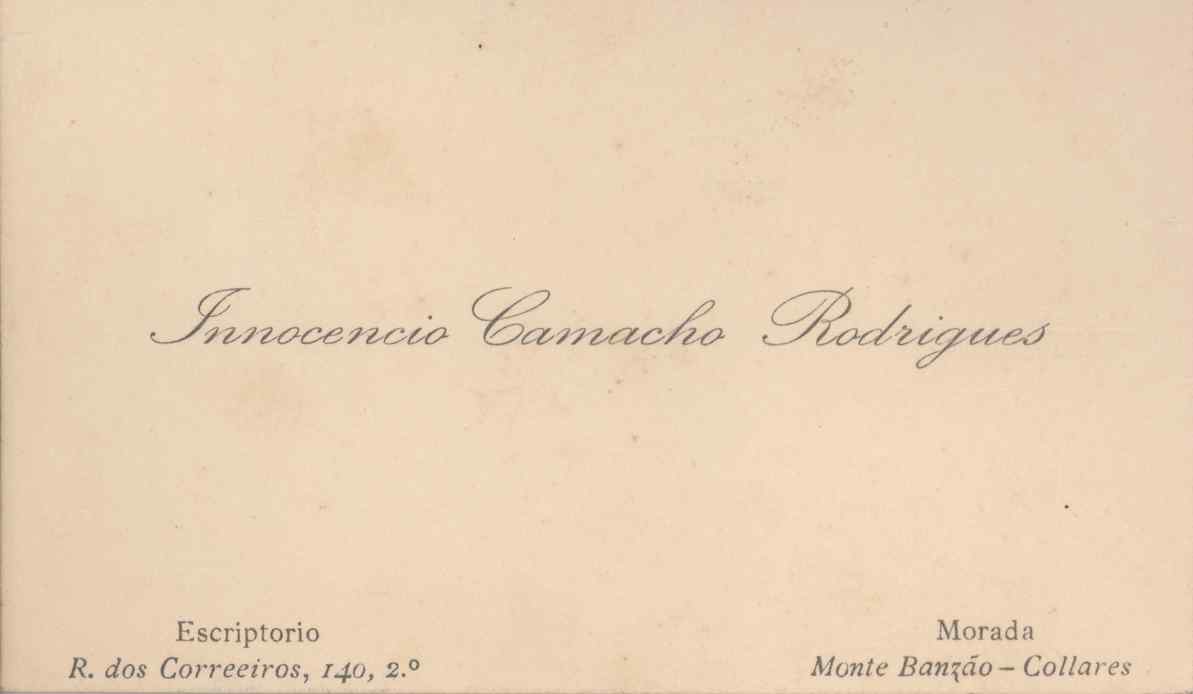 Innocencio Camacho Rodrigues
Escriptorio
R. dos Correeiros, 140, 2.º
Morada
Monte Banzão – Collares